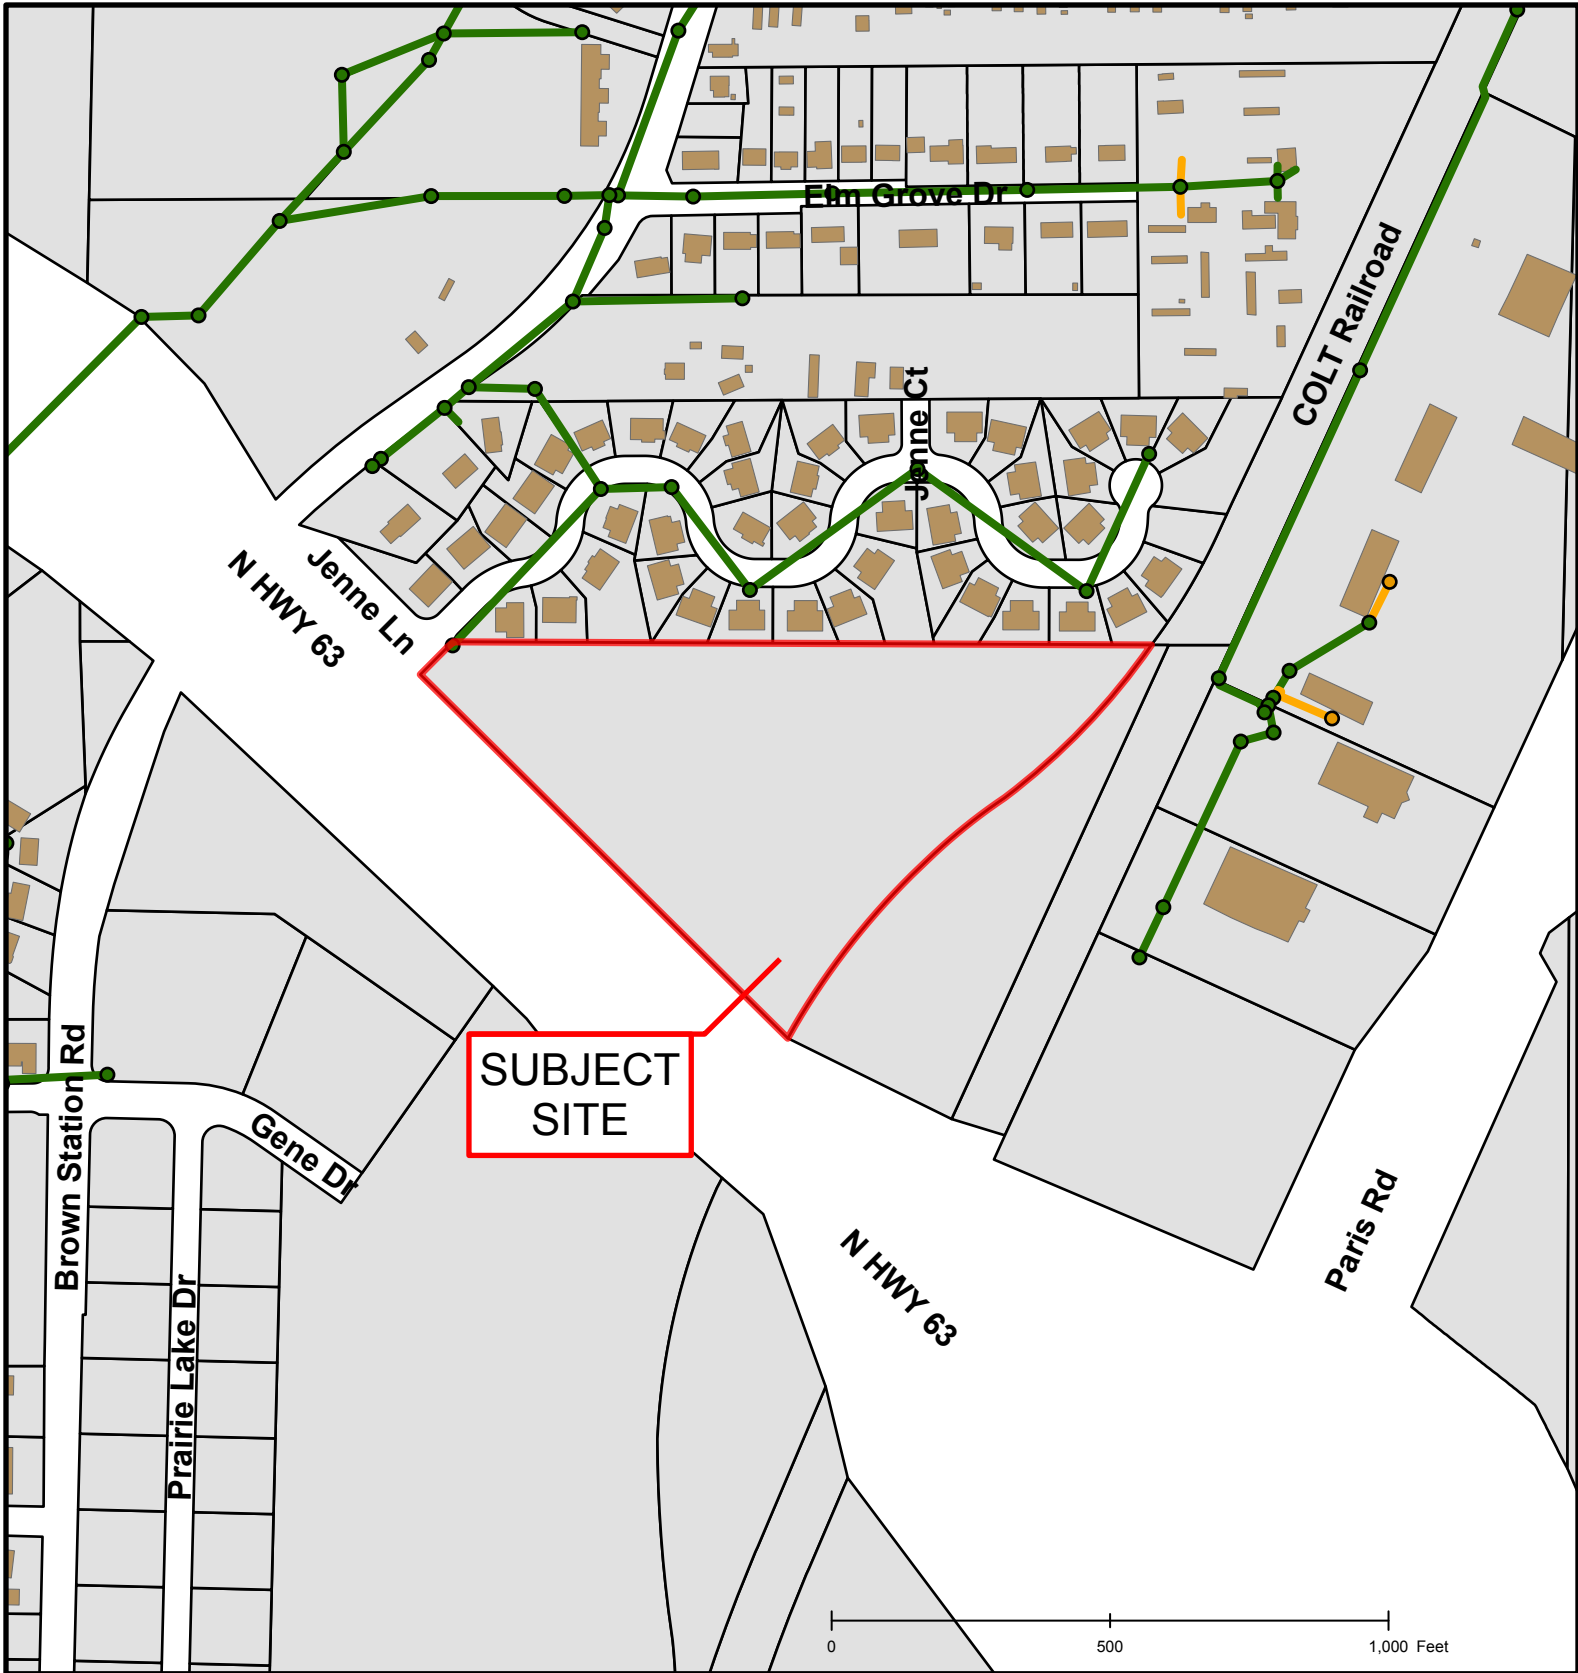 Elm Grove Dr
COLT Railroad
Jenne Ct
Jenne Ln
N HWY 63
SUBJECT
SITE
Brown Station Rd
Gene Dr
Prairie Lake Dr
N HWY 63
Paris Rd
0 500 1,000 Feet